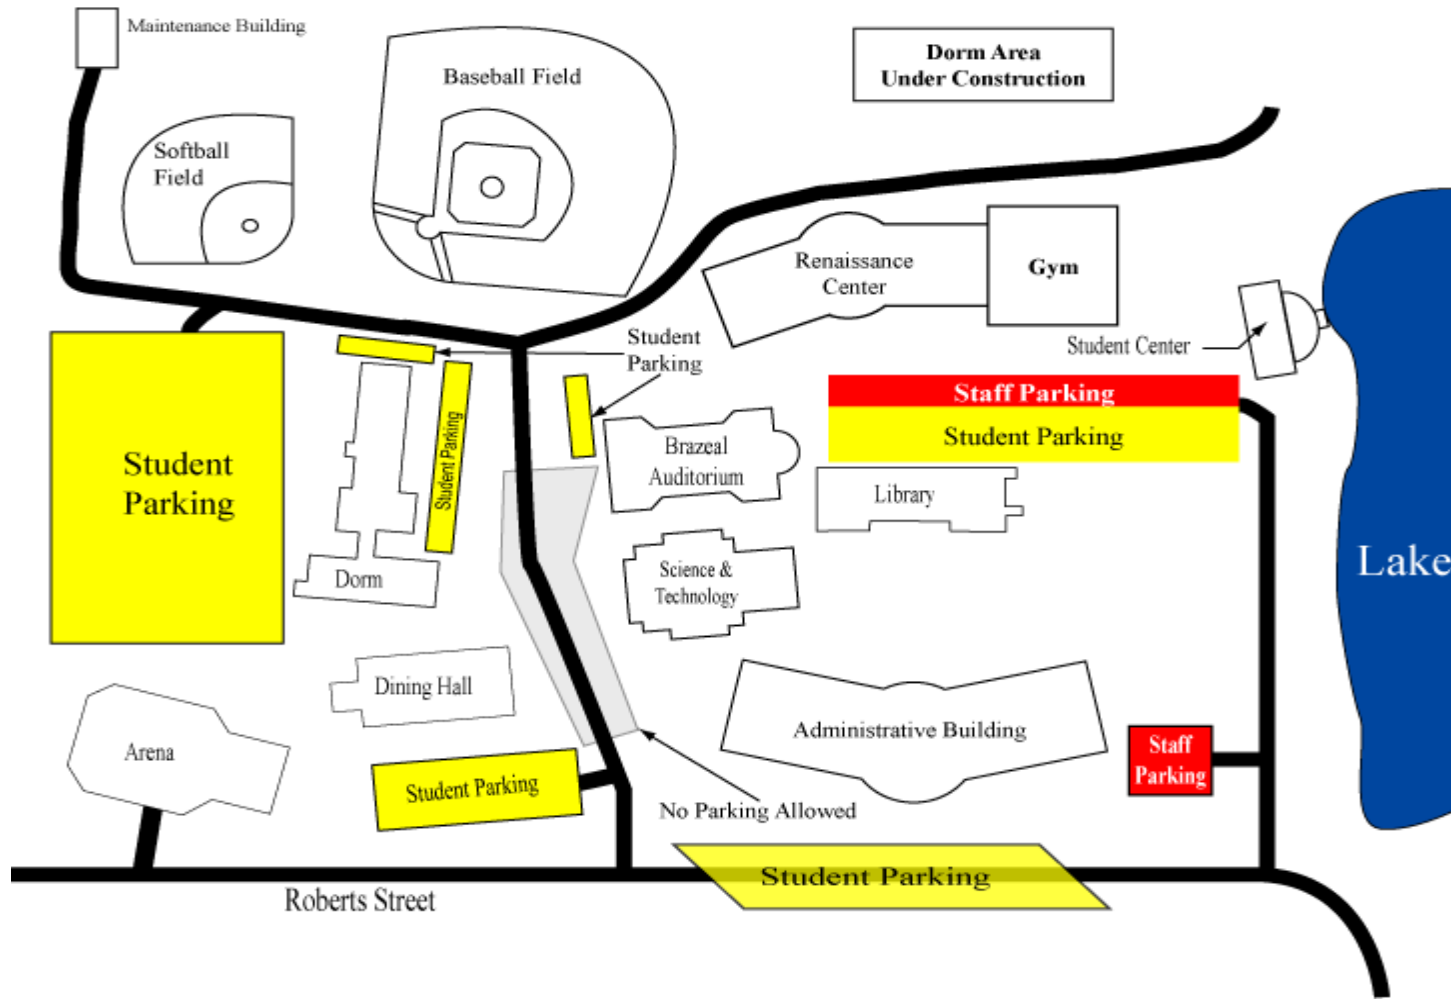 Maintenance Building
Baseball Field
Dorm Area
Under Construction
Softball
Field
Renaissance
Center
Gym
Student
Parking
Student Center
Staff Parking
Student Parking
Student
Parking
Student Parking
Brazeal
Auditorium
Library
Lake
Dorm
Science &
Technology
Dining Hall
Arena
Administrative Building
Staff
Parking
Student Parking
No Parking Allowed
Student Parking
Roberts Street